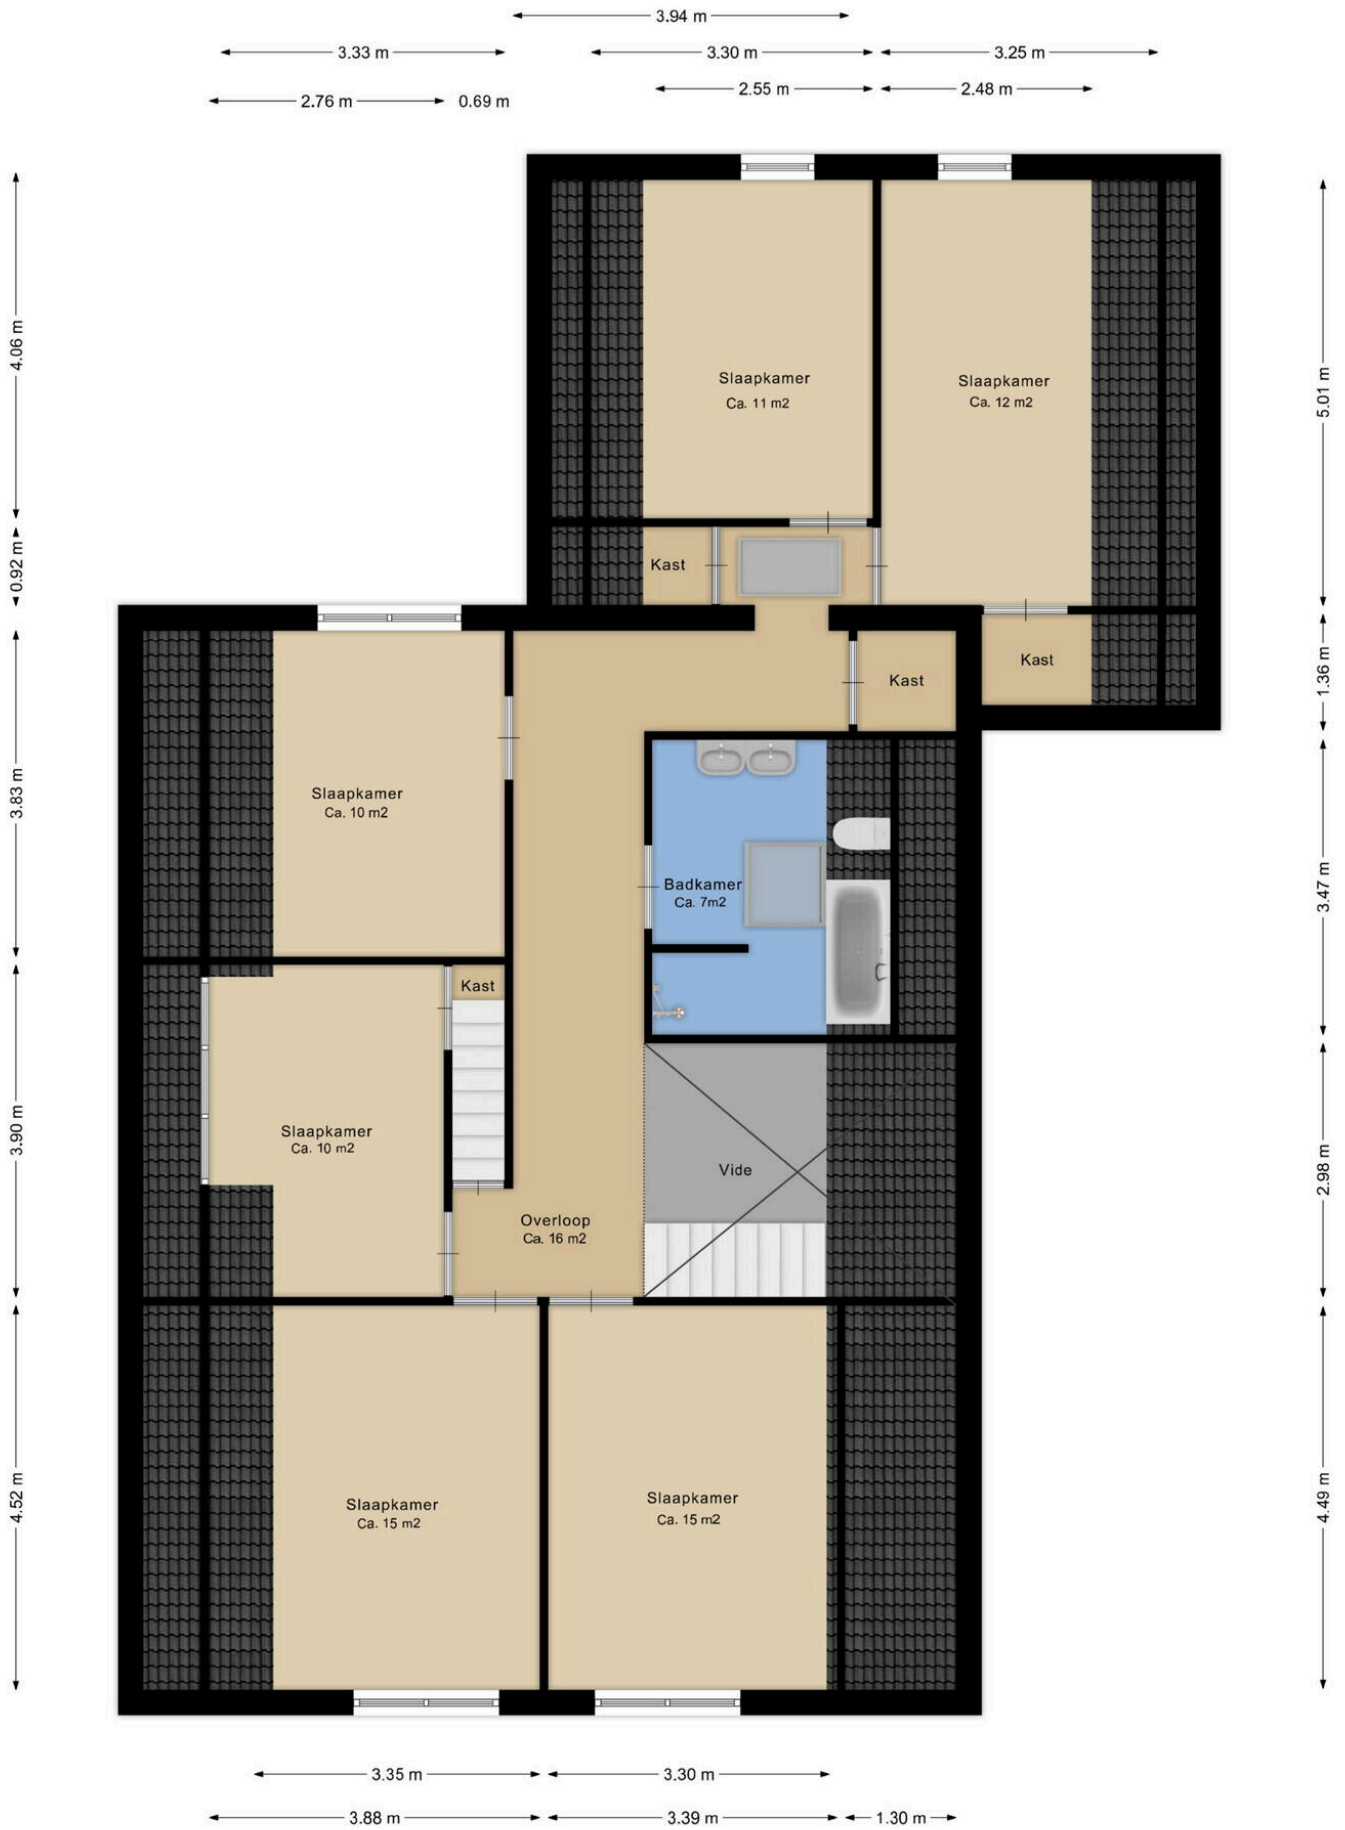 3.94 m
3.33 m
3.30 m
3.25 m
2.55 m
2.48 m
2.76 m
0.69 m
4.06 m
5.01 m
Slaapkamer
Ca. 11 m2
Slaapkamer
Ca. 12 m2
0.92 m
Kast
Kast
Kast
1.36 m
3.83 m
Slaapkamer
Ca. 10 m2
Badkamer
Ca. 7m2
3.47 m
Kast
3.90 m
Slaapkamer
Ca. 10 m2
Vide
2.98 m
Overloop
Ca. 16 m2
4.52 m
Slaapkamer
Ca. 15 m2
Slaapkamer
Ca. 15 m2
4.49 m
3.35 m
3.30 m
3.88 m
3.39 m
1.30 m